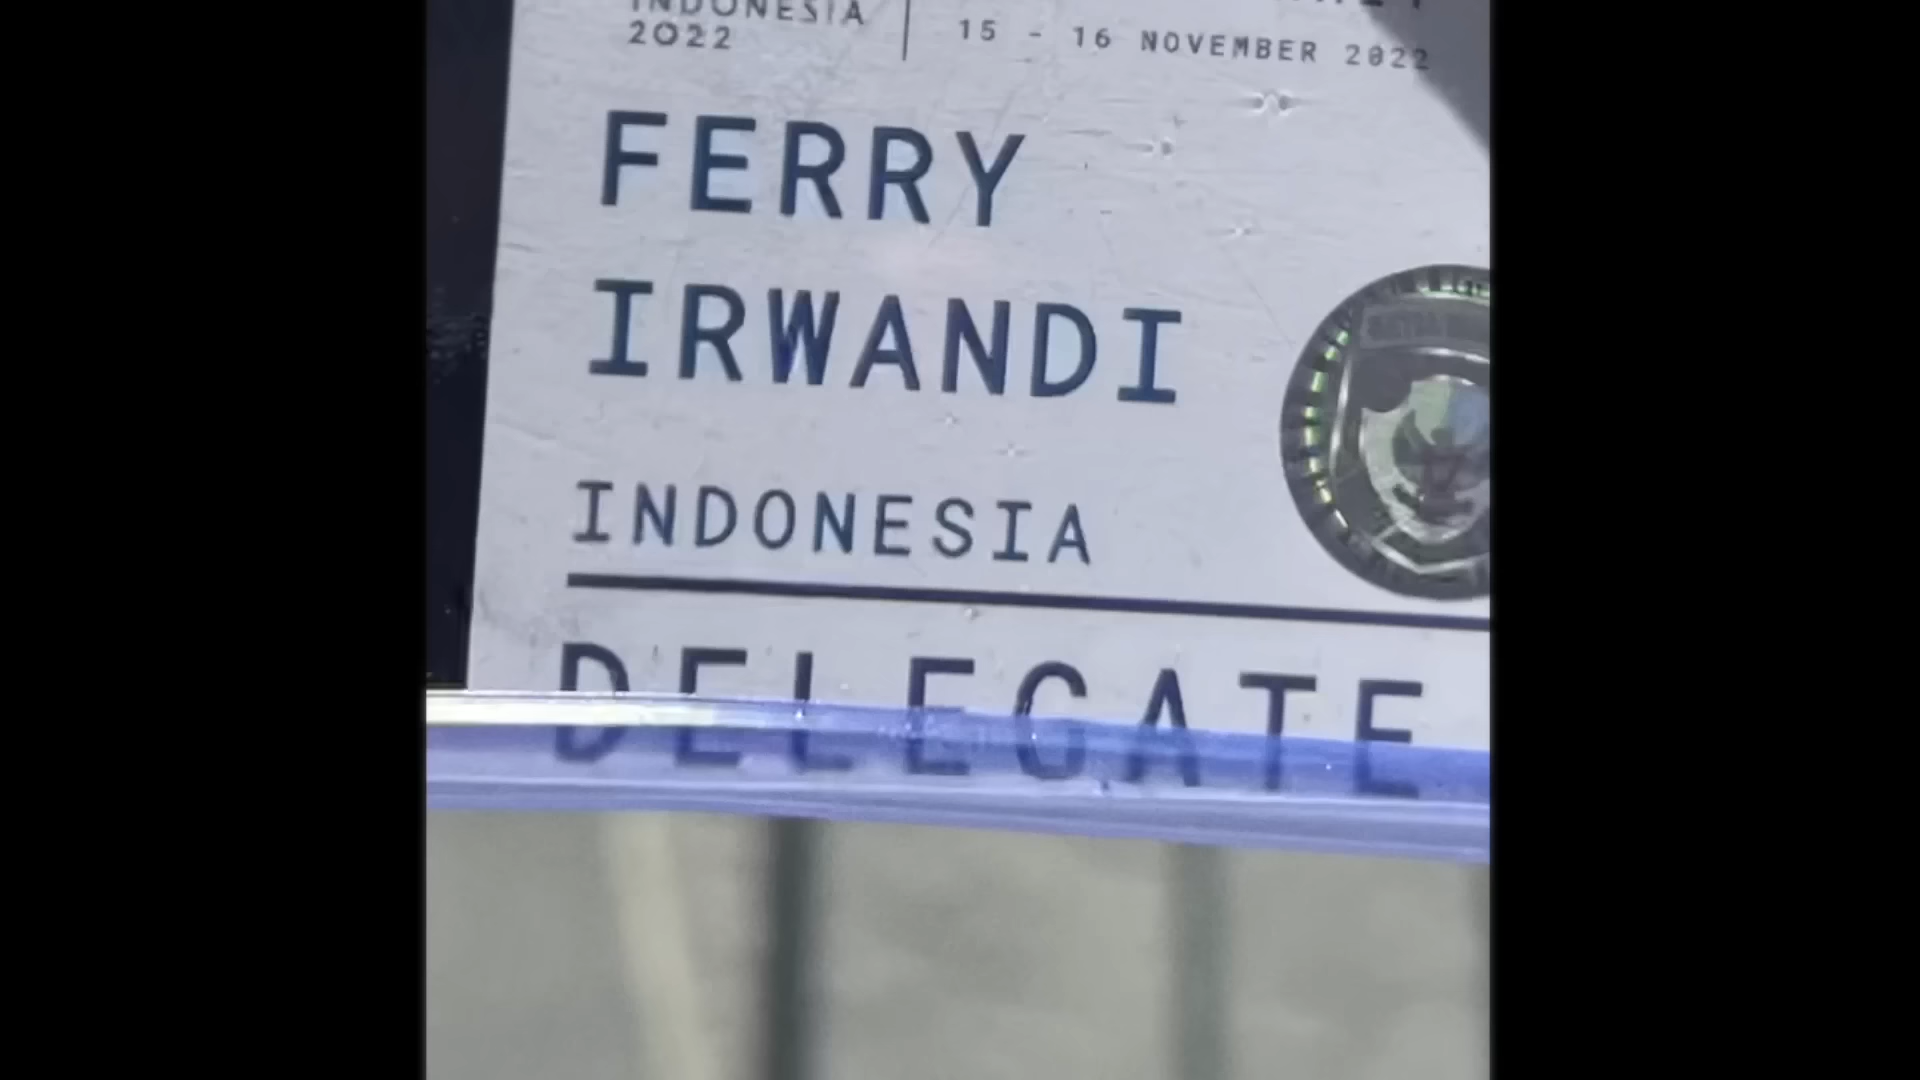 INDONESIA
2022
15 - 16 NOVEMBER 2022
FERRY
IRWANDI
INDONESIA
DELEGATE